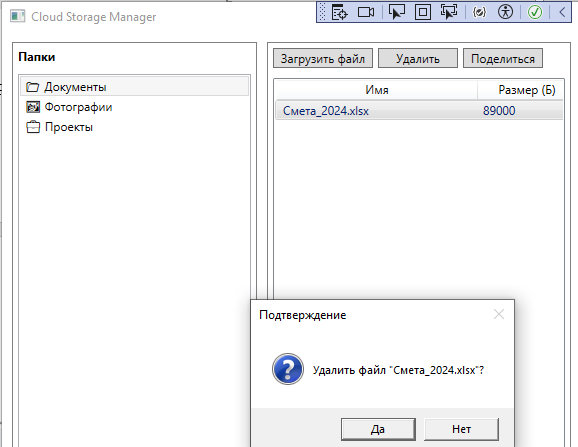 Cloud Storage Manager
Папки
Документы
Фотографии
Проекты
Загрузить файл Удалить Поделиться
Имя Размер (Б)
Смета_2024.xlsx 89000
Подтверждение
Удалить файл "Смета_2024.xlsx"?
Да Нет